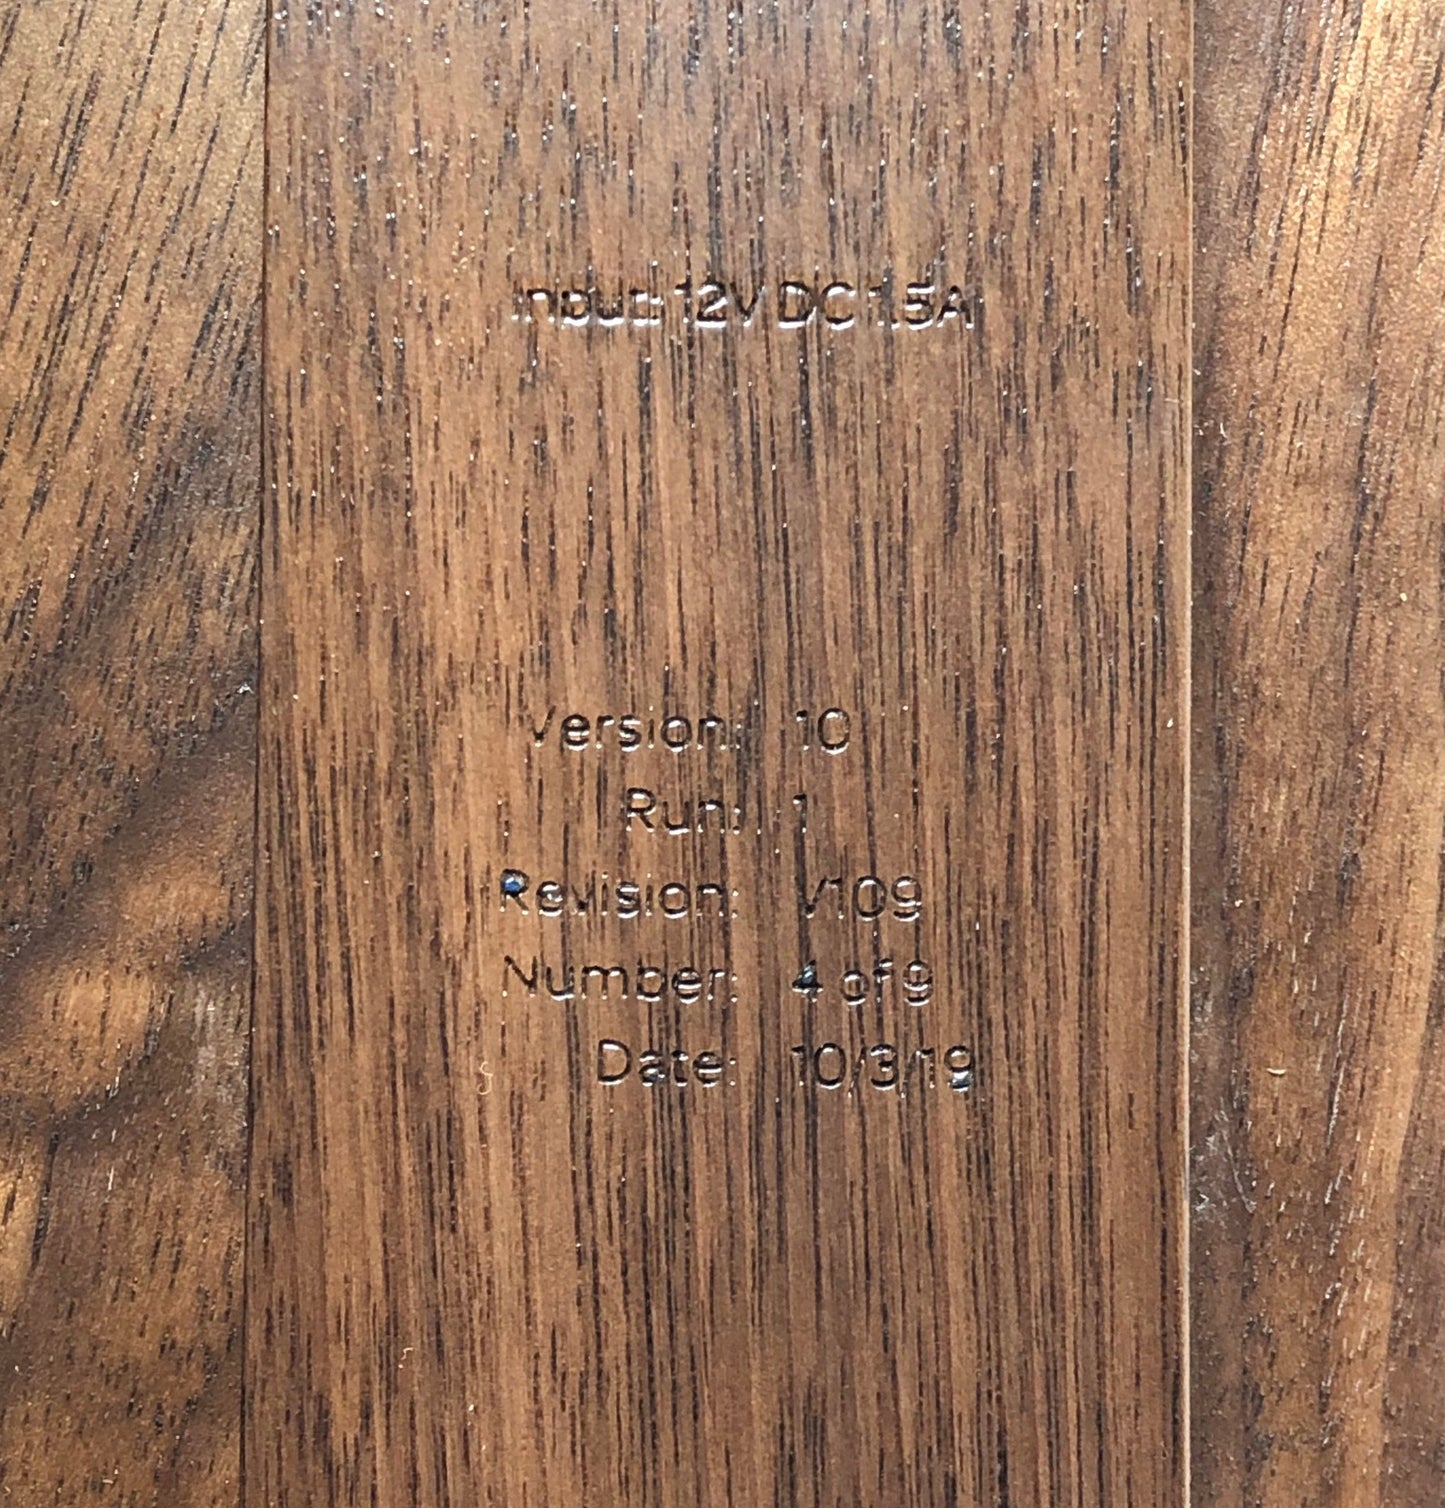 Input: 12V DC 1.5A
Version: 10
Run: 1
Revision: V109
Number: 4 of 9
Date: 10/3/19